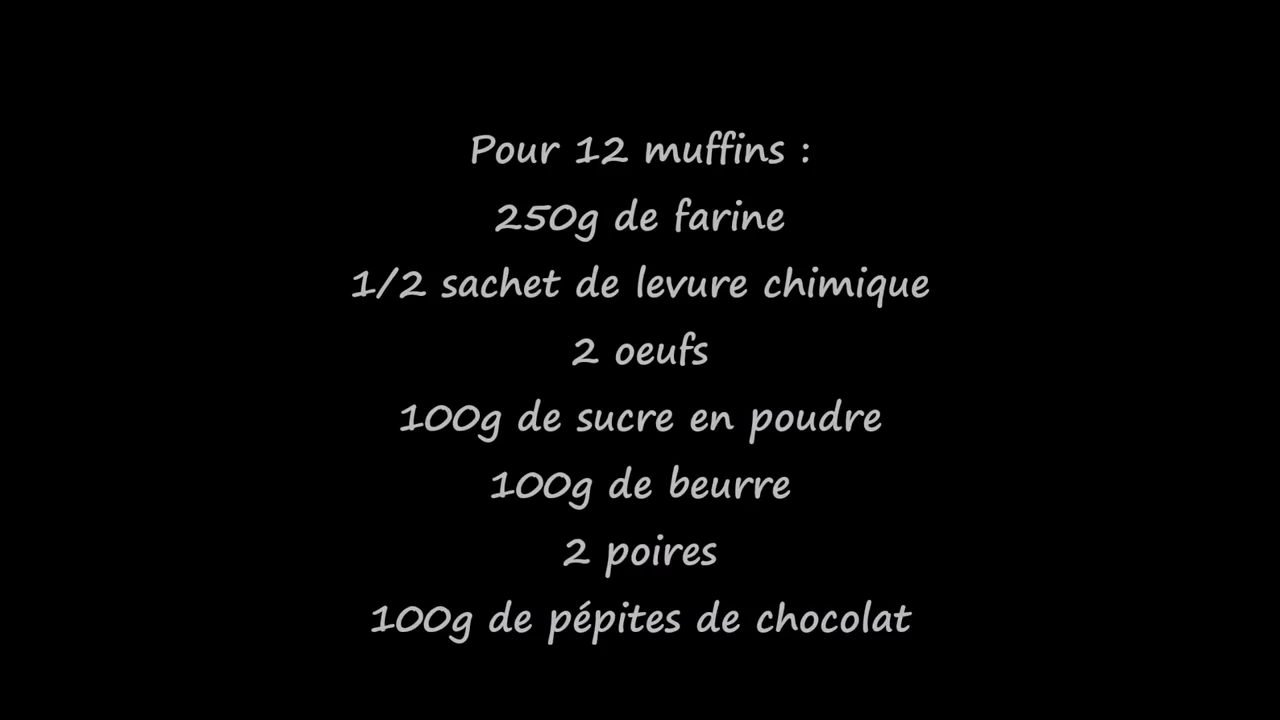 Pour 12 muffins :
250g de farine
1/2 sachet de levure chimique
2 oeufs
100g de sucre en poudre
100g de beurre
2 poires
100g de pépites de chocolat